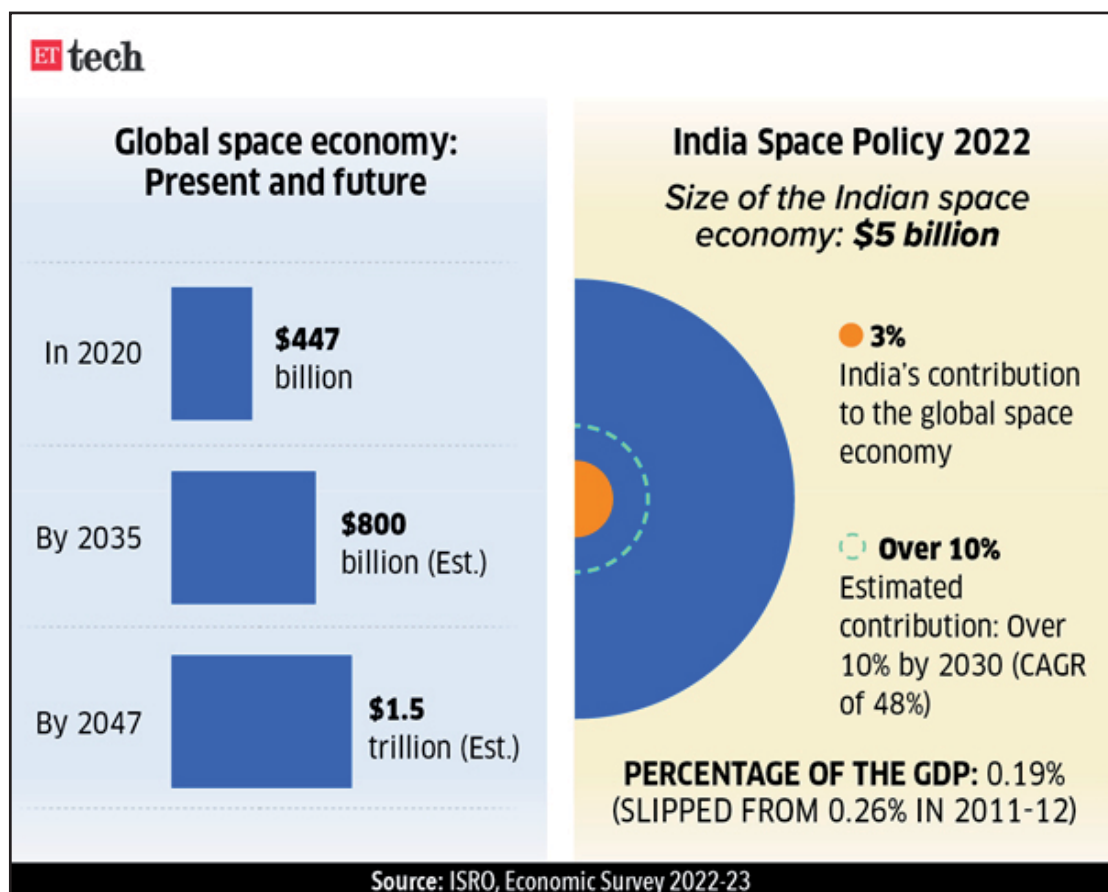 ET tech
Global space economy:
Present and future
In 2020
$447
billion
By 2035
$800
billion (Est.)
By 2047
$1.5
trillion (Est.)
India Space Policy 2022
Size of the Indian space
economy: $5 billion
3%
India's contribution
to the global space
economy
Over 10%
Estimated
contribution: Over
10% by 2030 (CAGR
of 48%)
PERCENTAGE OF THE GDP: 0.19%
(SLIPPED FROM 0.26% IN 2011-12)
Source: ISRO, Economic Survey 2022-23